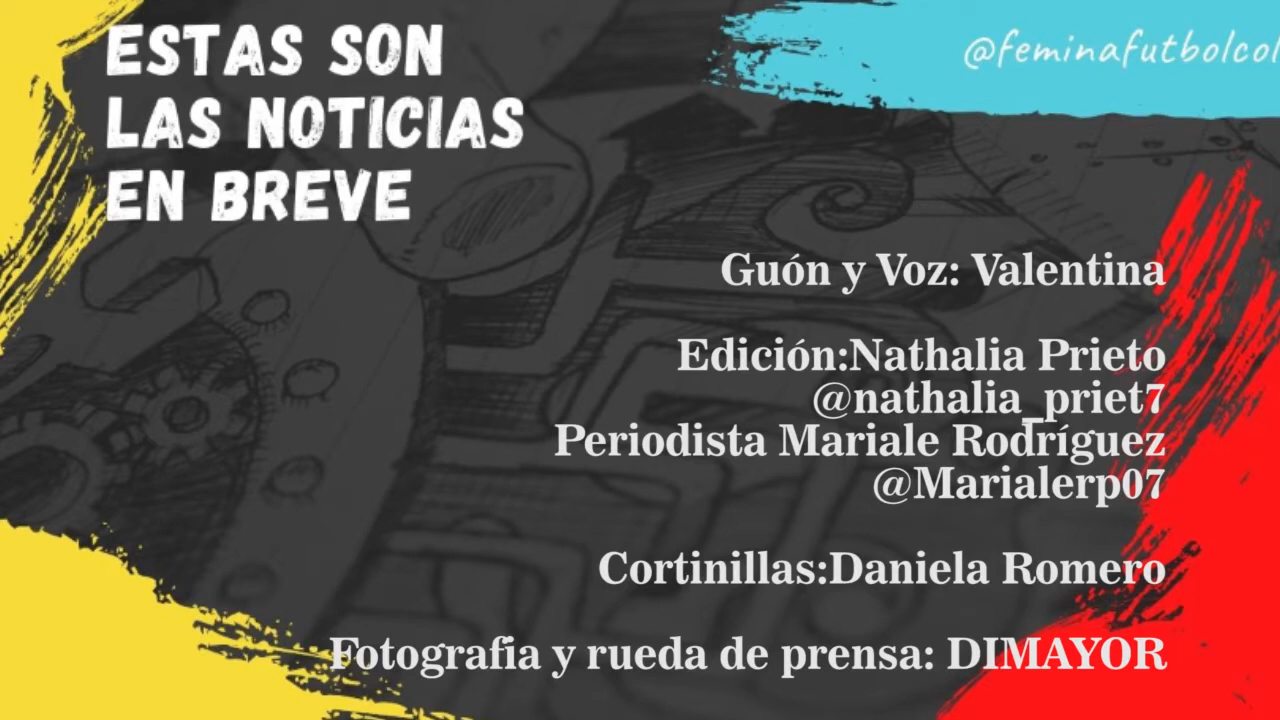 ESTAS SON
LAS NOTICIAS
EN BREVE
@feminafutbolcol
Guón y Voz: Valentina
Edición:Nathalia Prieto
@nathalia_priet7
Periodista Mariale Rodríguez
@Marialerp07
Cortinillas:Daniela Romero
Fotografia y rueda de prensa: DIMAYOR